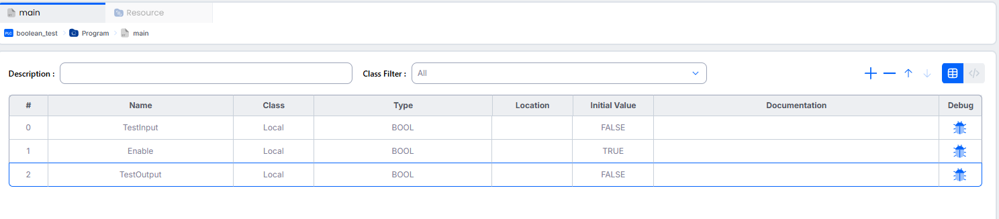 main Resource
PLC boolean_test Program main
Description : Class Filter : All
# Name Class Type Location Initial Value Documentation Debug
0 TestInput Local BOOL FALSE
1 Enable Local BOOL TRUE
2 TestOutput Local BOOL FALSE